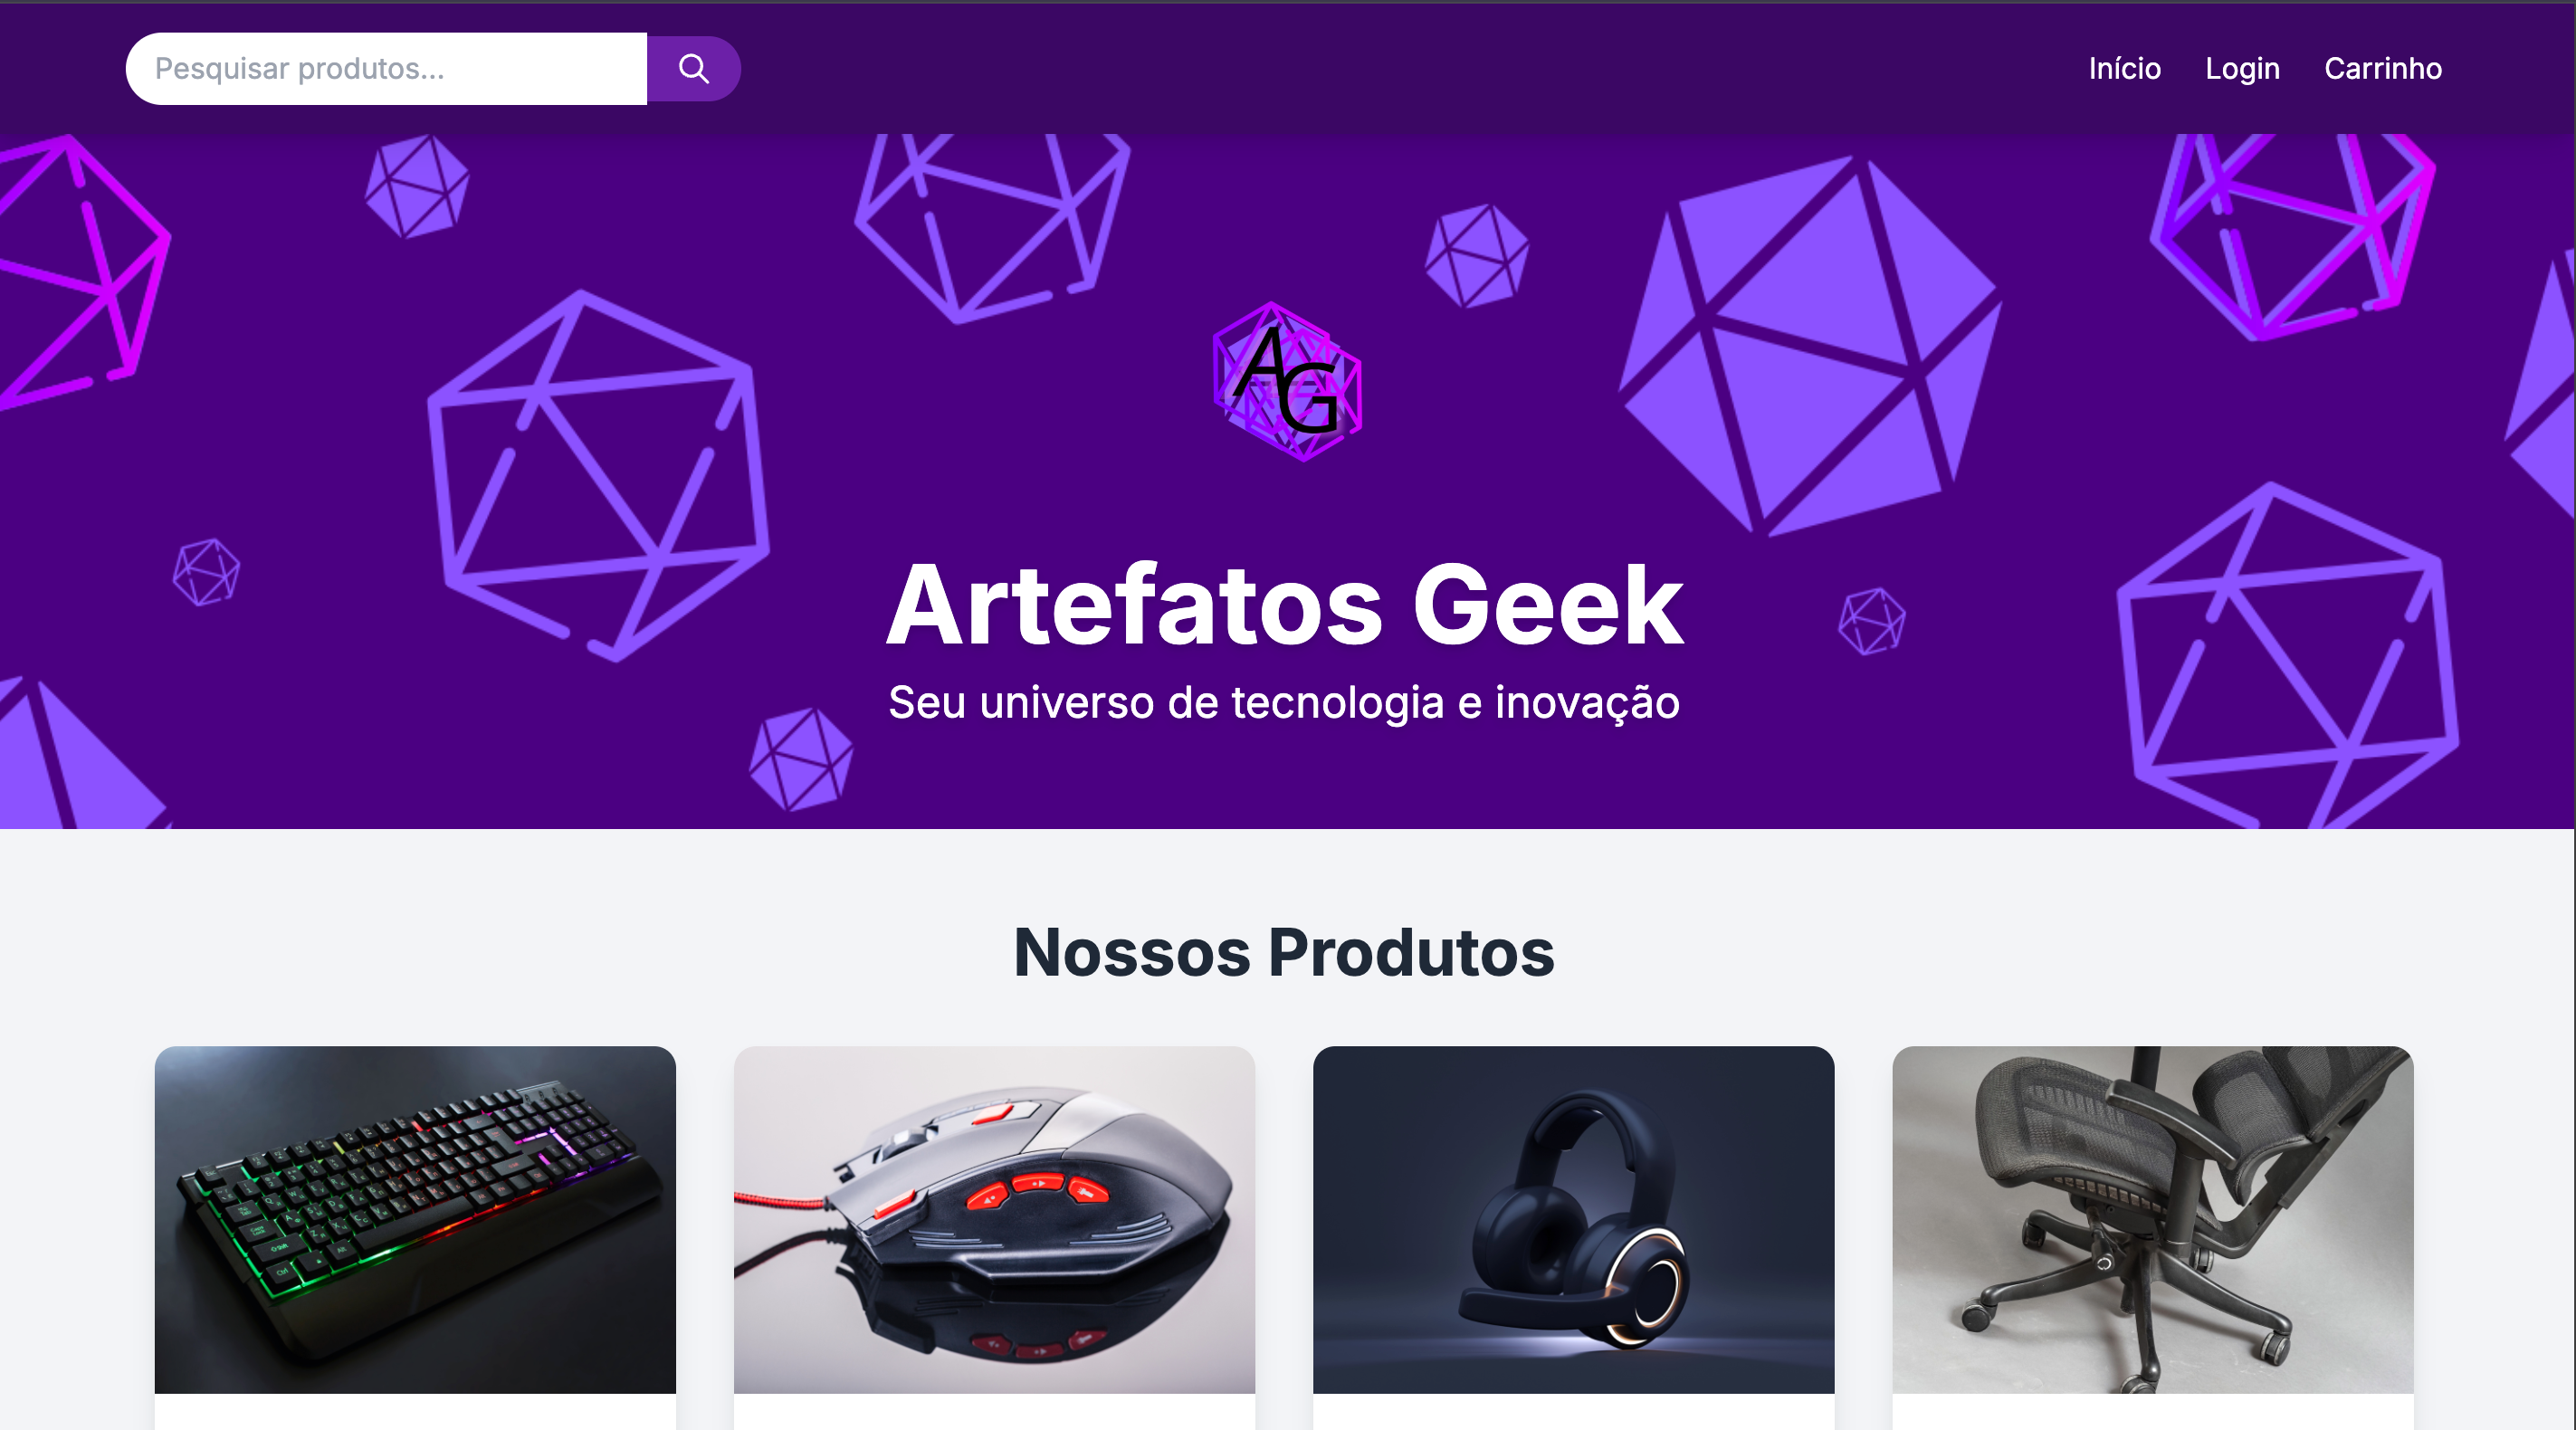 Pesquisar produtos...
Início Login Carrinho
AG
Artefatos Geek
Seu universo de tecnologia e inovação
Nossos Produtos